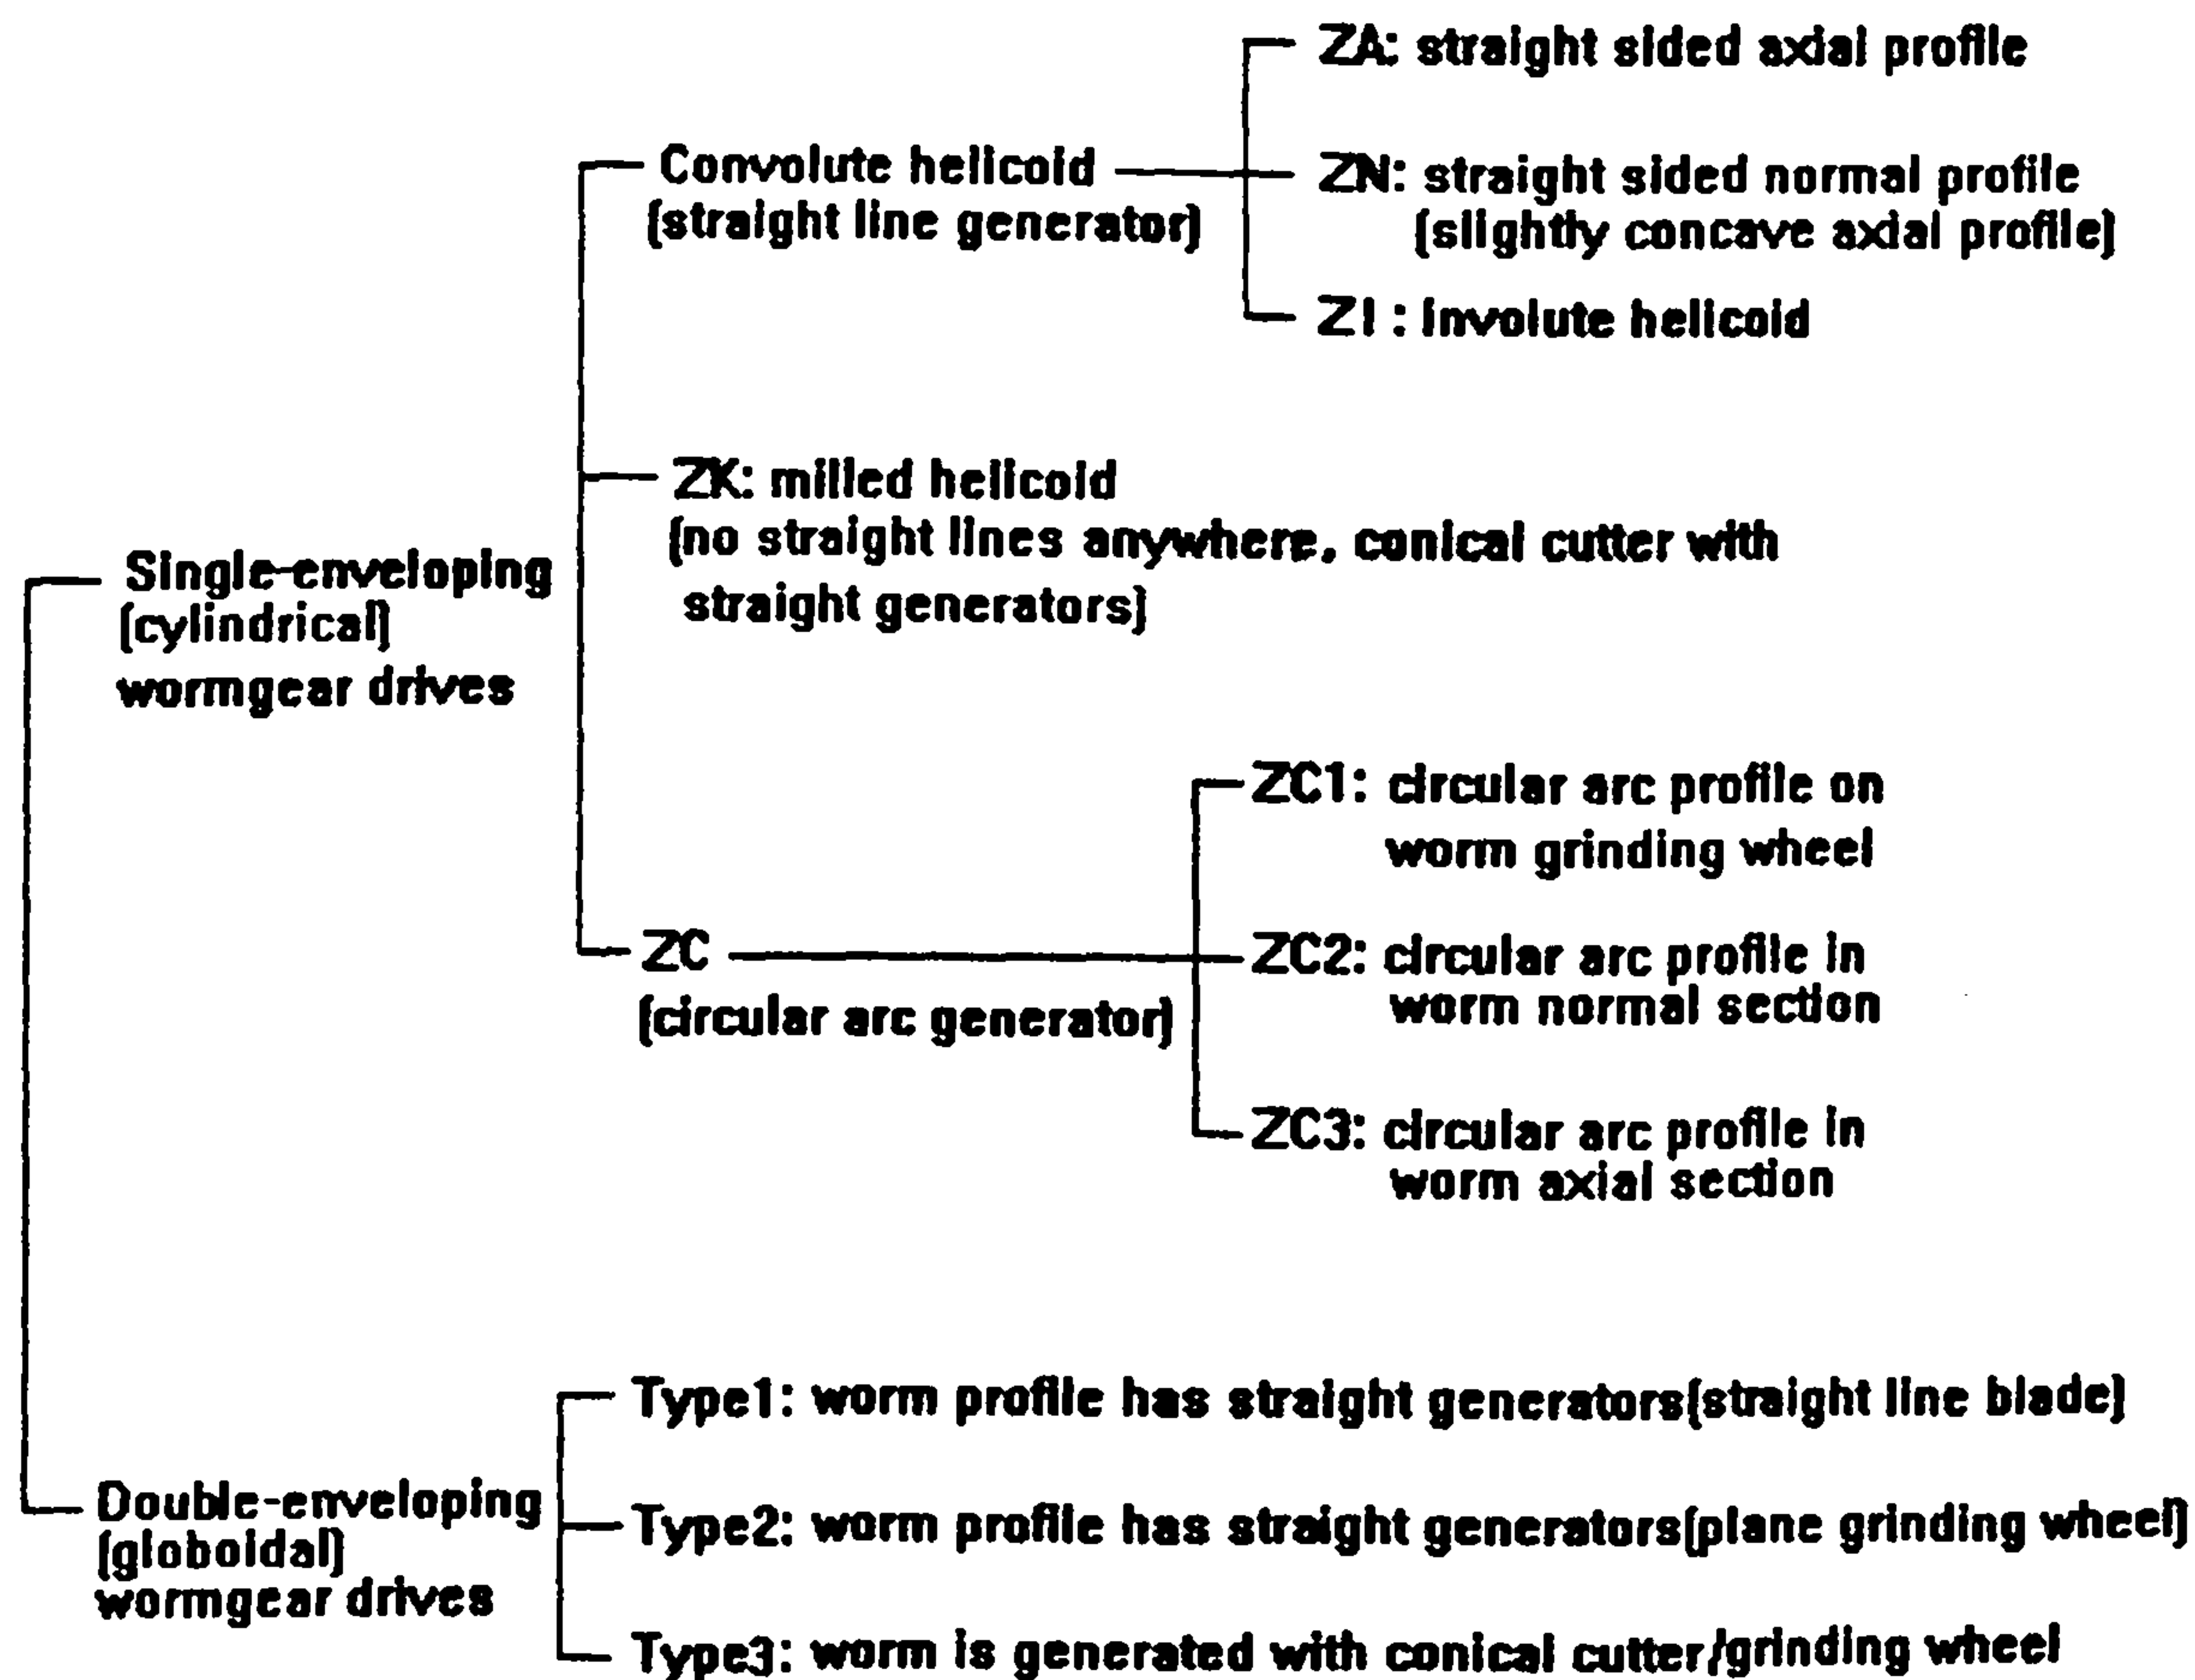 ZA: straight sided axial profile
Convolute helicoid
(straight line generator)
ZN: straight sided normal profile
(slightly concave axial profile)
ZI : involute helicoid
ZK: milled helicoid
(no straight lines anywhere, conical cutter with
straight generators)
Single-enveloping
(cylindrical)
wormgear drives
ZC1: circular arc profile on
worm grinding wheel
ZC
(circular arc generator)
ZC2: circular arc profile in
worm normal section
ZC3: circular arc profile in
worm axial section
Double-enveloping
(globoidal)
wormgear drives
Type1: worm profile has straight generators(straight line blade)
Type2: worm profile has straight generators(plane grinding wheel)
Type3: worm is generated with conical cutter/grinding wheel